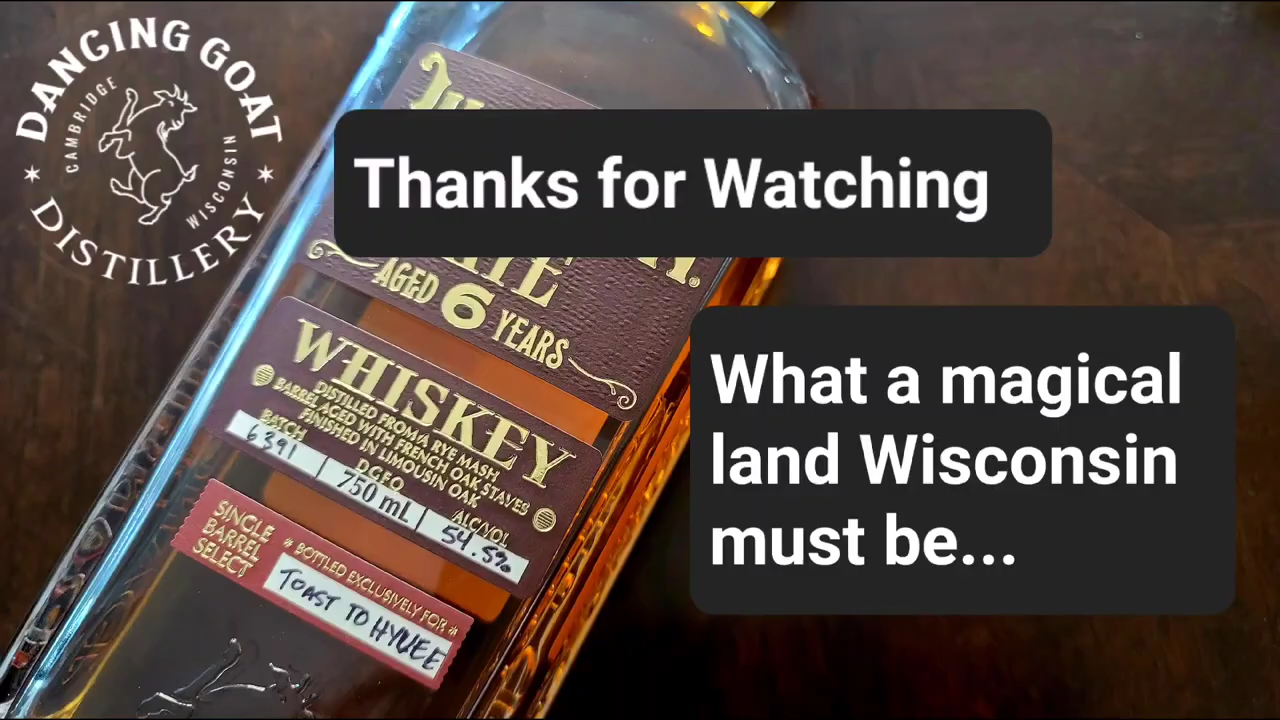 DANCING GOAT
CAMBRIDGE
WISCONSIN
DISTILLERY
Thanks for Watching
AGED 6 YEARS
WHISKEY
DISTILLED FROM A RYE MASH
BARREL AGED WITH FRENCH OAK STAVES
FINISHED IN LIMOUSIN OAK
BATCH
6391
DGFO
750 mL
ALC/VOL
54.5%
SINGLE
BARREL
SELECT
* BOTTLED EXCLUSIVELY FOR *
TOAST TO HYVEE
What a magical
land Wisconsin
must be...